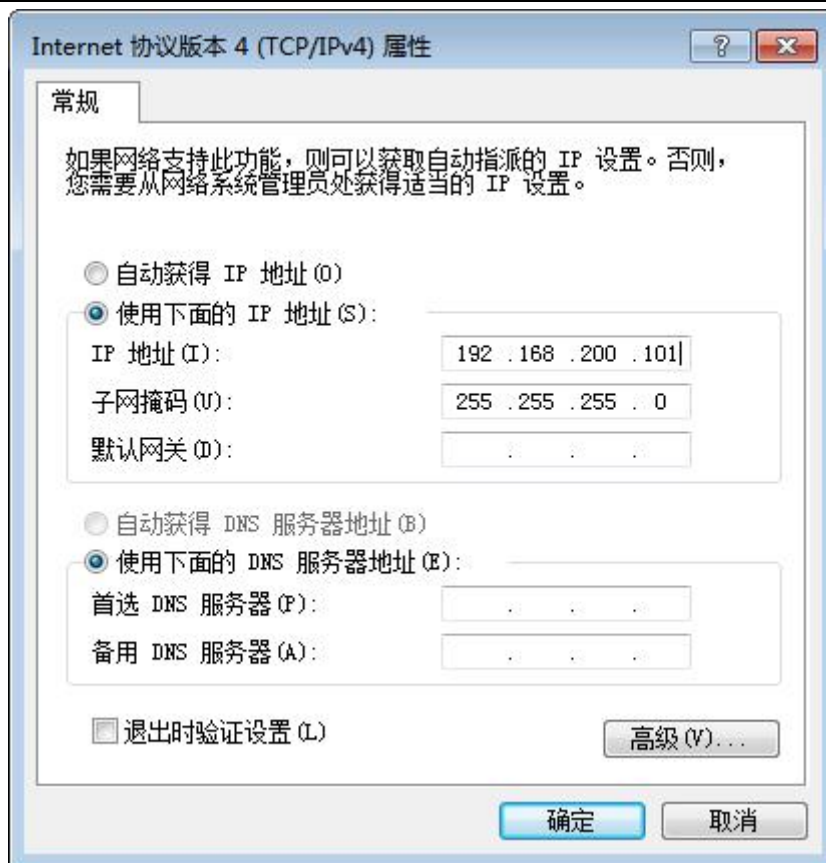 Internet 协议版本 4 (TCP/IPv4) 属性
常规
如果网络支持此功能，则可以获取自动指派的 IP 设置。否则，
您需要从网络系统管理员处获得适当的 IP 设置。
自动获得 IP 地址(O)
使用下面的 IP 地址(S):
IP 地址(I): 192 .168 .200 .101
子网掩码(U): 255 .255 .255 . 0
默认网关(D): . . .
自动获得 DNS 服务器地址(B)
使用下面的 DNS 服务器地址(E):
首选 DNS 服务器(P): . . .
备用 DNS 服务器(A): . . .
退出时验证设置(L)
高级(V)...
确定 取消